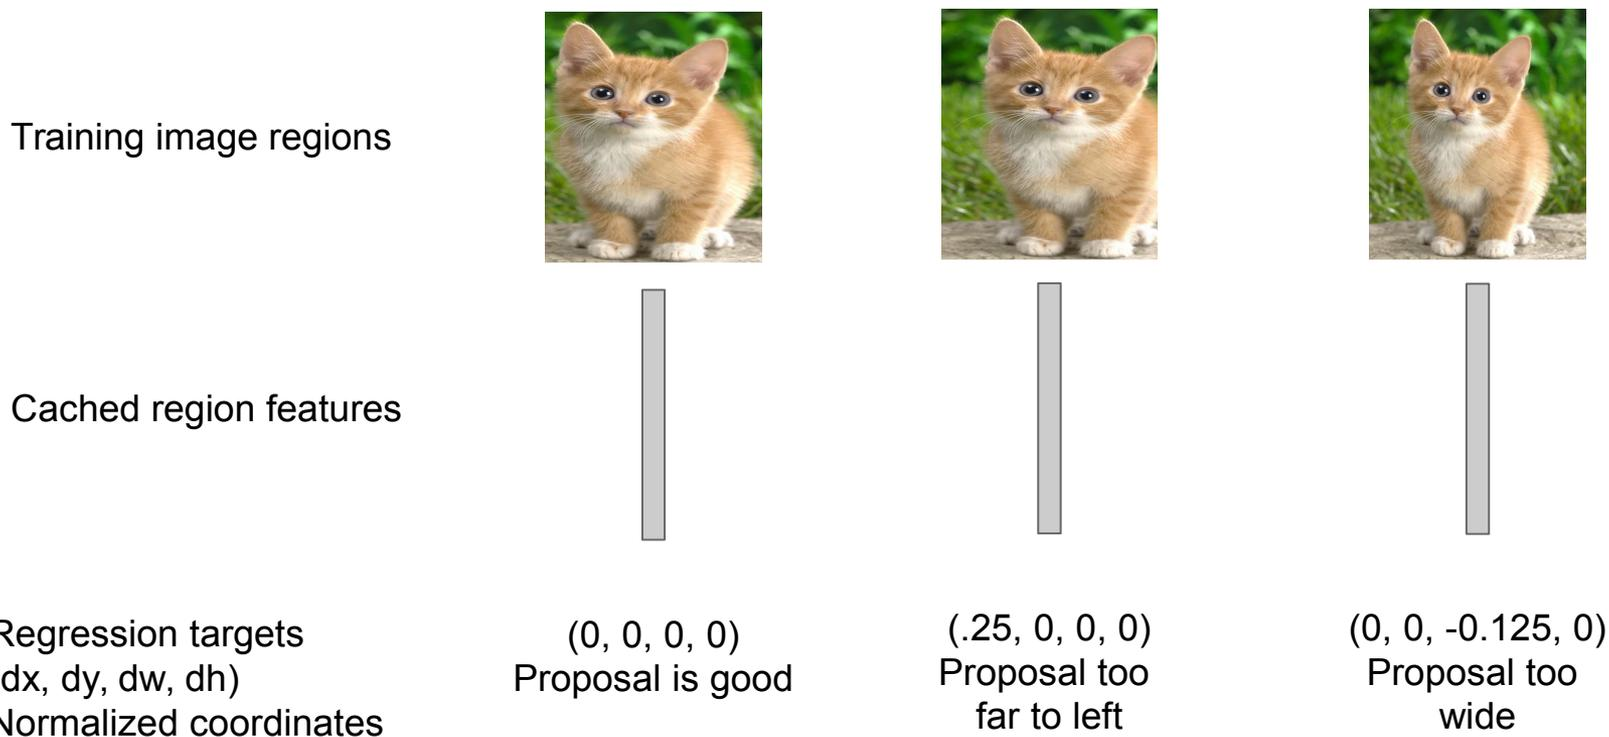 Training image regions
Cached region features
Regression targets
dx, dy, dw, dh)
Normalized coordinates
(0, 0, 0, 0)
Proposal is good
(.25, 0, 0, 0)
Proposal too
far to left
(0, 0, -0.125, 0)
Proposal too
wide